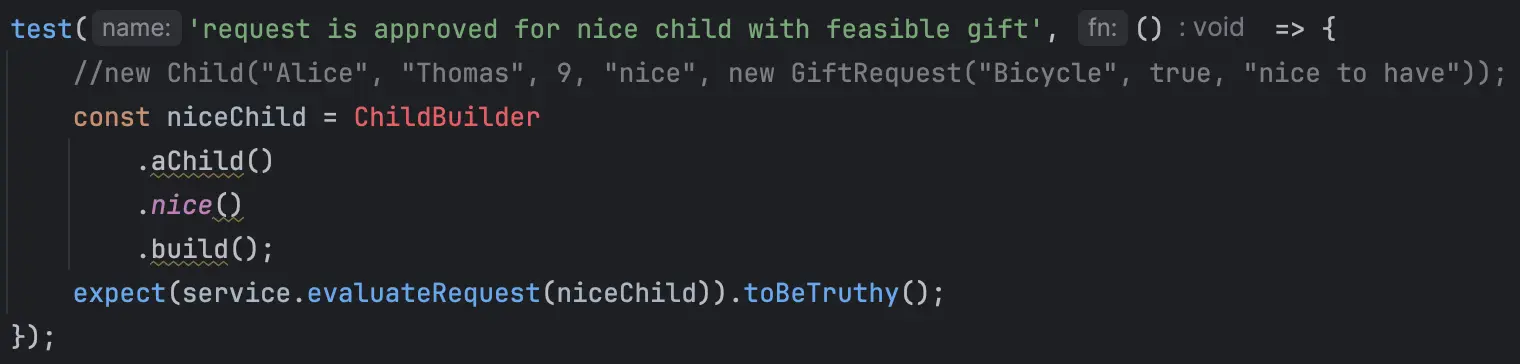 test( name: 'request is approved for nice child with feasible gift', fn: () : void => {
//new Child("Alice", "Thomas", 9, "nice", new GiftRequest("Bicycle", true, "nice to have"));
const niceChild = ChildBuilder
.aChild()
.nice()
.build();
expect(service.evaluateRequest(niceChild)).toBeTruthy();
});